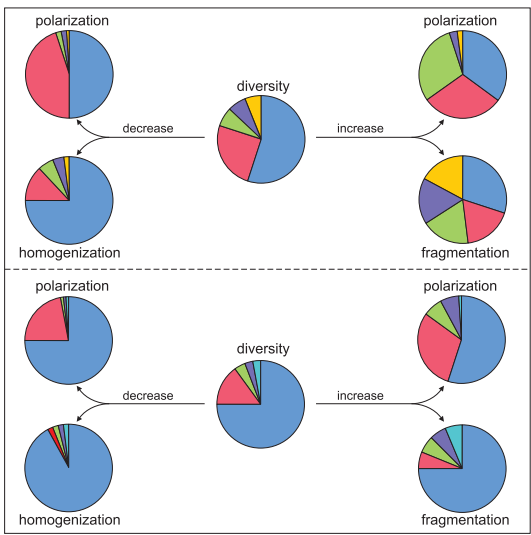 polarization
polarization
diversity
decrease
increase
homogenization
fragmentation
polarization
polarization
diversity
decrease
increase
homogenization
fragmentation